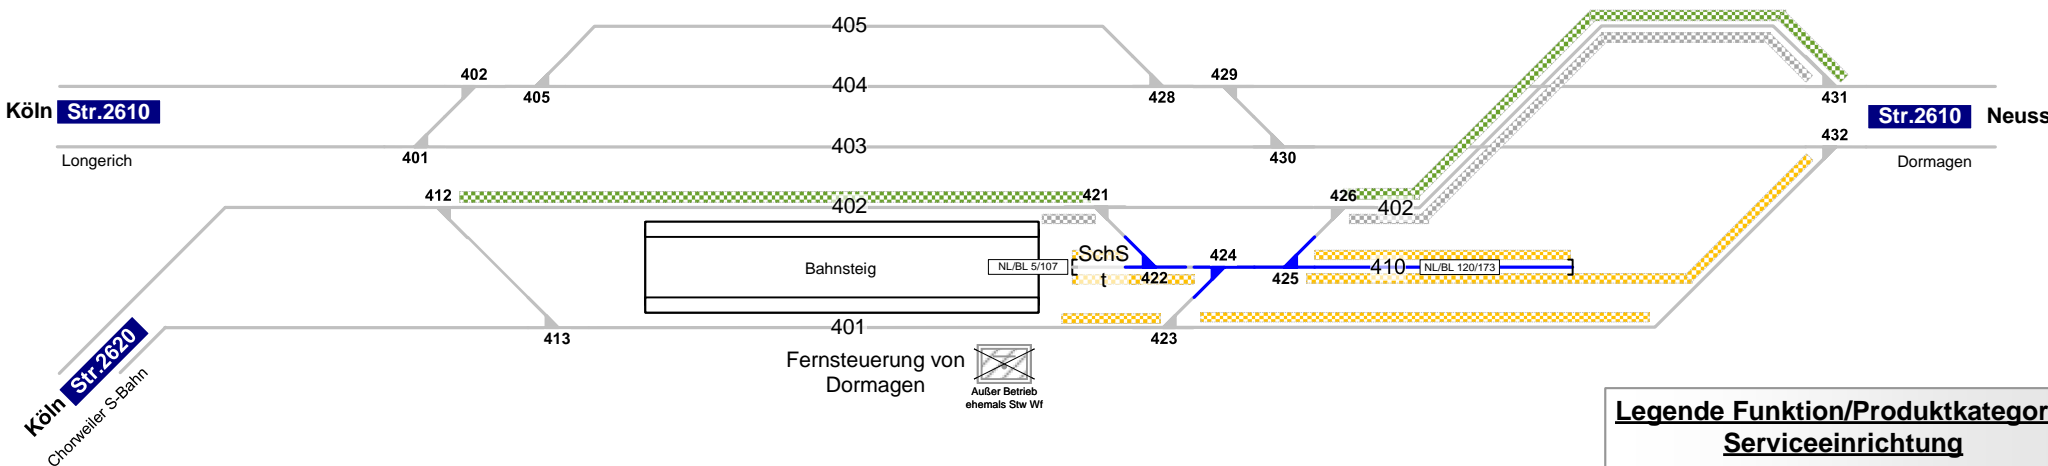 405
402
429
404
405
428
431
Köln Str.2610
Str.2610 Neuss
432
403
401
430
Longerich
Dormagen
412
421
426
402
402
SchS
t
424
Bahnsteig
NL/BL 5/107
410
NL/BL 120/173
422
425
401
413
423
Fernsteuerung von
Dormagen
Außer Betrieb
ehemals Stw Wf
Köln Str.2620
Chorweiler S-Bahn
Legende Funktion/Produktkategor
Serviceeinrichtung